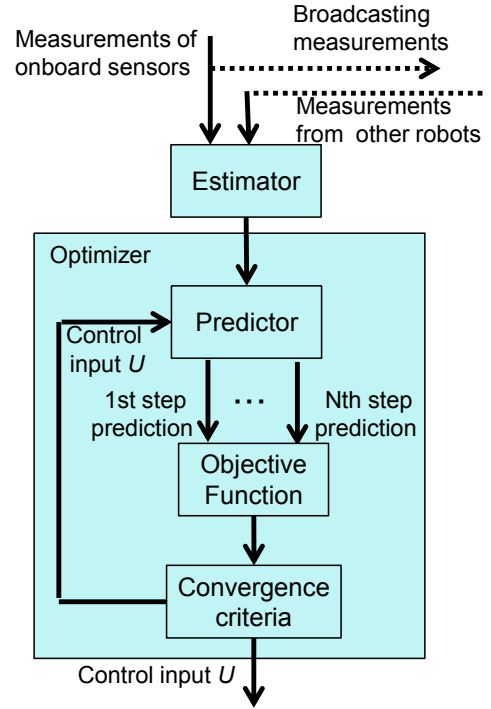 Measurements of
onboard sensors
Broadcasting
measurements
Measurements
from other robots
Estimator
Optimizer
Predictor
Control
input U
1st step
prediction
...
Nth step
prediction
Objective
Function
Convergence
criteria
Control input U